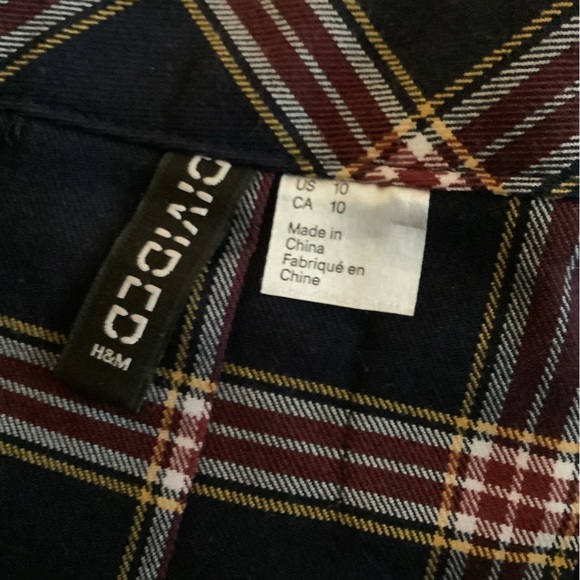 DIVIDED
H&M
US 10
CA 10
Made in
China
Fabriqué en
Chine